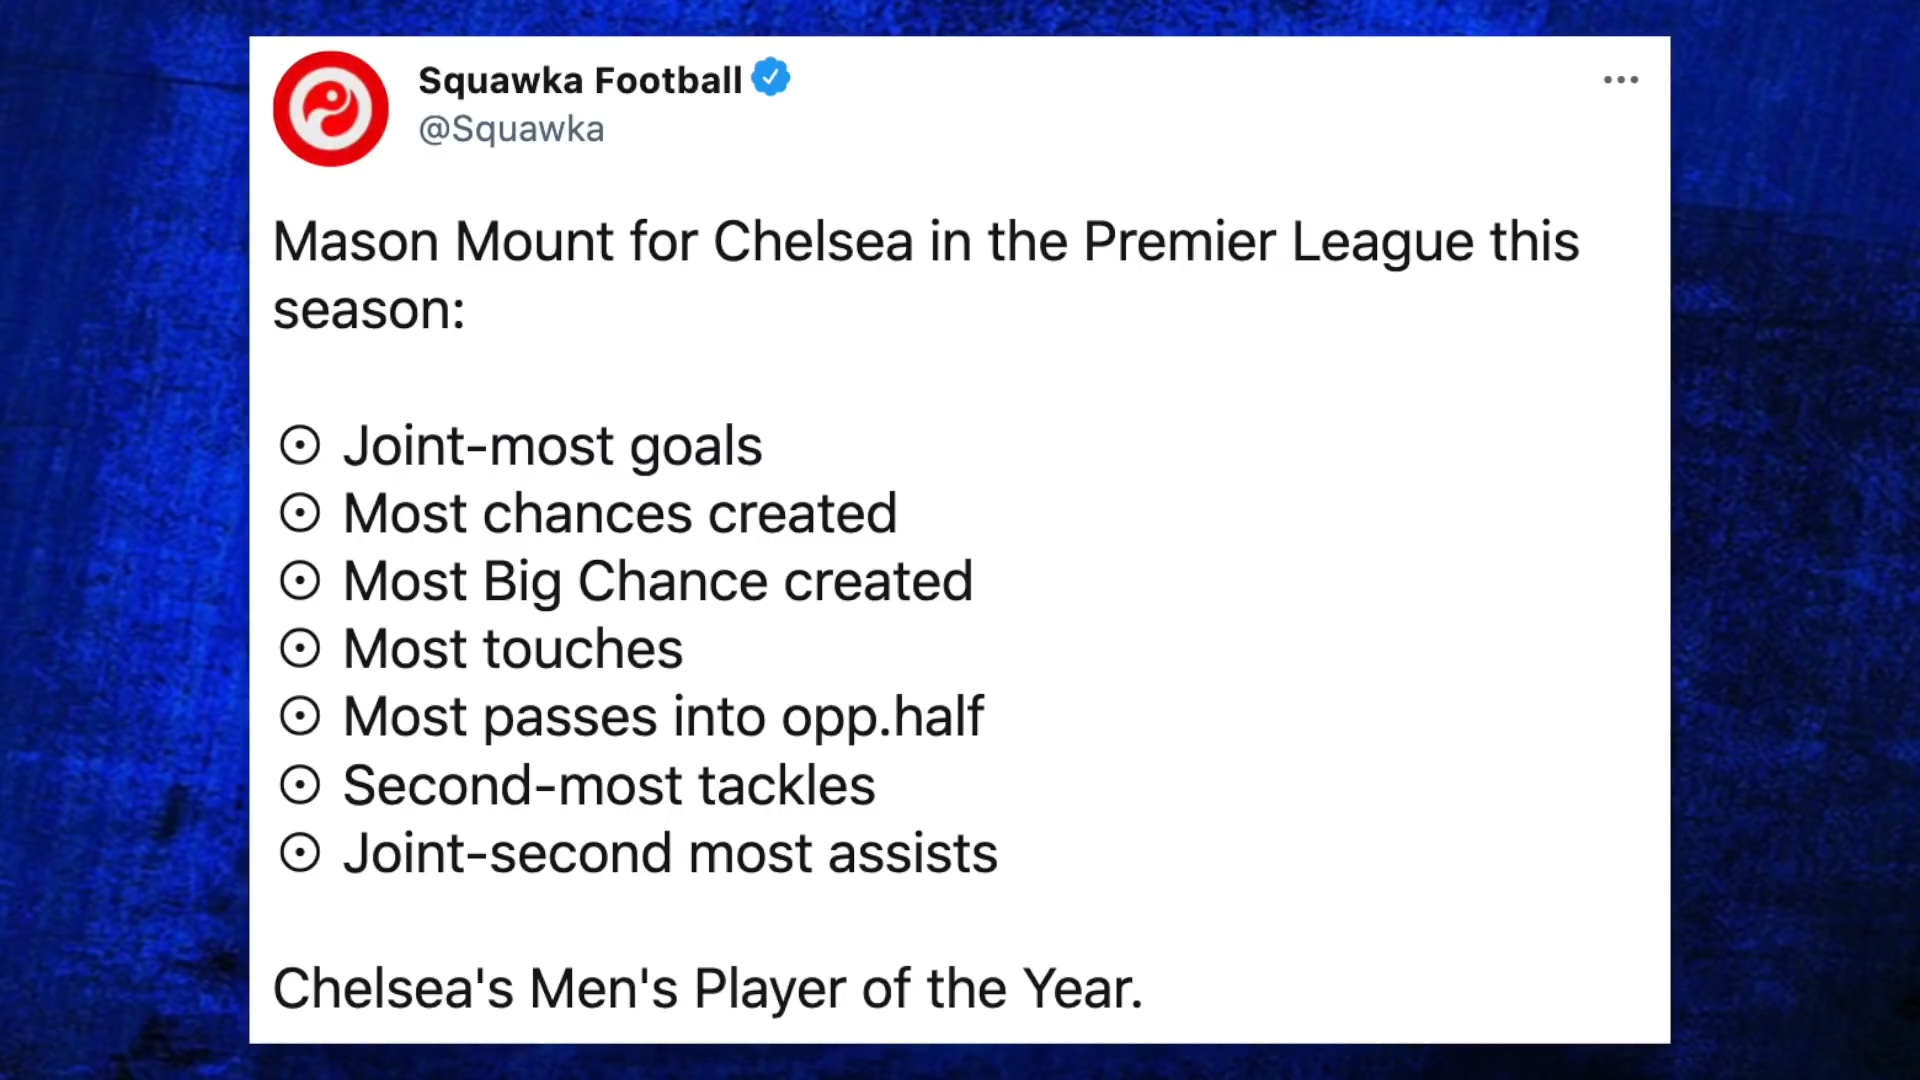 Squawka Football
@Squawka
Mason Mount for Chelsea in the Premier League this
season:
⊙ Joint-most goals
⊙ Most chances created
⊙ Most Big Chance created
⊙ Most touches
⊙ Most passes into opp.half
⊙ Second-most tackles
⊙ Joint-second most assists
Chelsea's Men's Player of the Year.